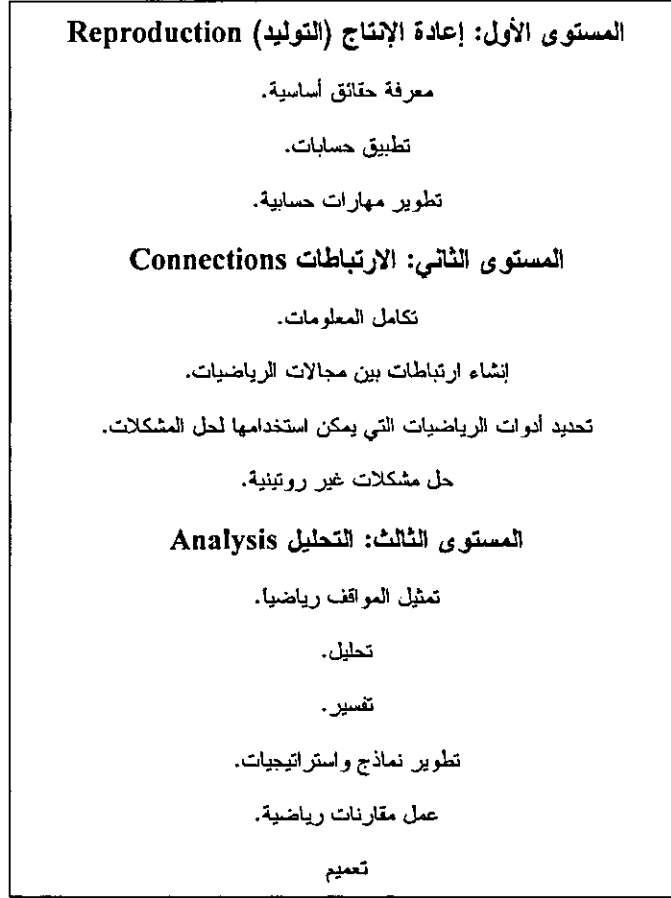 المستوى الأول: إعادة الإنتاج (التوليد) Reproduction
معرفة حقائق أساسية.
تطبيق حسابات.
تطوير مهارات حسابية.
المستوى الثاني: الارتباطات Connections
تكامل المعلومات.
إنشاء ارتباطات بين مجالات الرياضيات.
تحديد أدوات الرياضيات التي يمكن استخدامها لحل المشكلات.
حل مشكلات غير روتينية.
المستوى الثالث: التحليل Analysis
تمثيل المواقف رياضيا.
تحليل.
تفسير.
تطوير نماذج واستراتيجيات.
عمل مقارنات رياضية.
تعميم